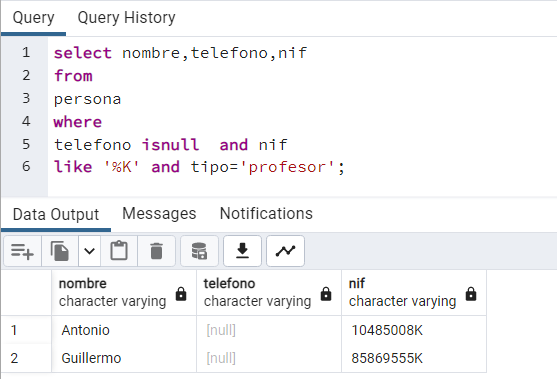 Query Query History
1 select nombre,telefono,nif
2 from
3 persona
4 where
5 telefono isnull  and nif
6 like '%K' and tipo='profesor';
Data Output Messages Notifications
nombre telefono nif
character varying character varying character varying
1 Antonio [null] 10485008K
2 Guillermo [null] 85869555K